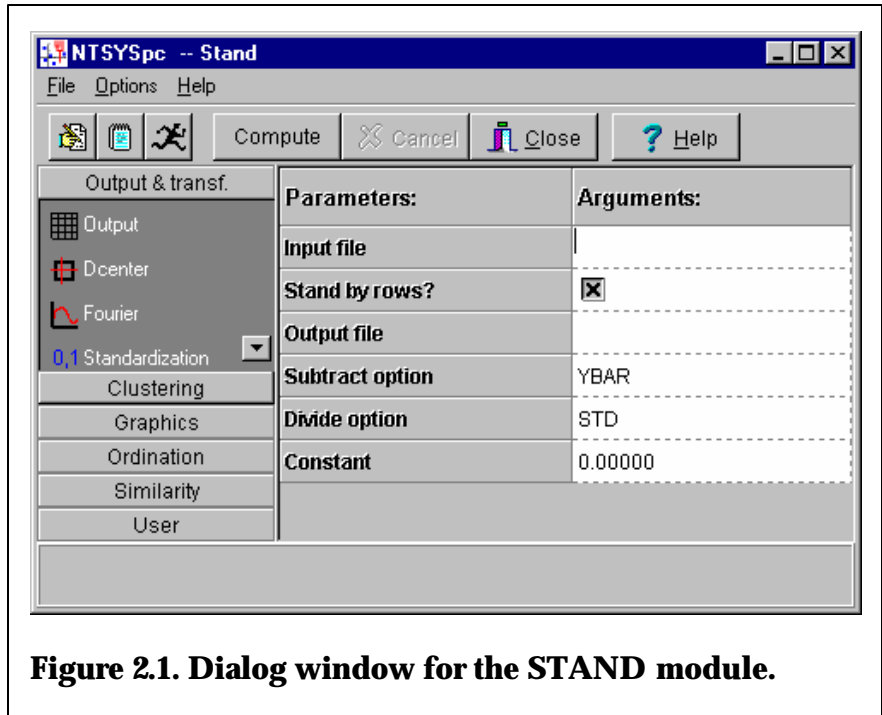 NTSYSpc -- Stand
File Options Help
Compute Cancel Close ? Help
Output & transf.
Output
Dcenter
Fourier
0,1 Standardization
Clustering
Graphics
Ordination
Similarity
User
Parameters: Arguments:
Input file
Stand by rows?
Output file
Subtract option YBAR
Divide option STD
Constant 0.00000
Figure 2.1. Dialog window for the STAND module.